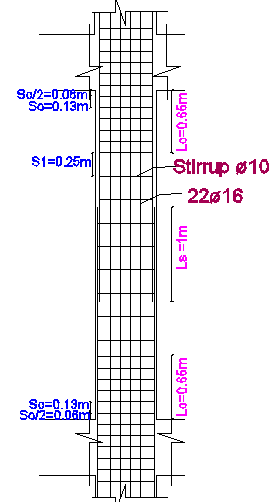 So/2=0.06m
So=0.13m
Lo=0.65m
S1=0.25m
Stirrup ø10
22ø16
Ls=1m
Lo=0.65m
So=0.13m
So/2=0.06m